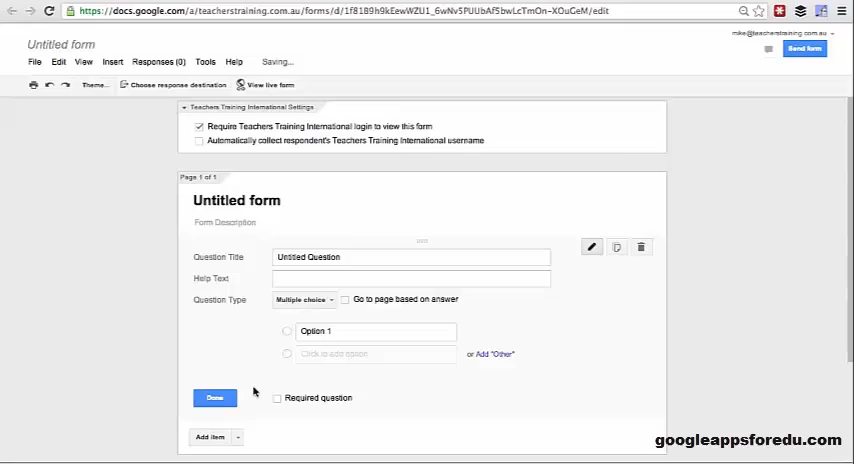 https://docs.google.com/a/teacherstraining.com.au/forms/d/1f81B9h9kEewWZU1_6wNv5PUUbAf5bwLcTmOn-XOuGeM/edit
Untitled form
mike@teacherstraining.com.au
Send form
File Edit View Insert Responses (0) Tools Help Saving...
Theme... Choose response destination View live form
Teachers Training International Settings
Require Teachers Training International login to view this form
Automatically collect respondent's Teachers Training International username
Page 1 of 1
Untitled form
Form Description
Question Title Untitled Question
Help Text
Question Type Multiple choice Go to page based on answer
Option 1
Click to add option or Add "Other"
Done Required question
Add item
googleappsforedu.com